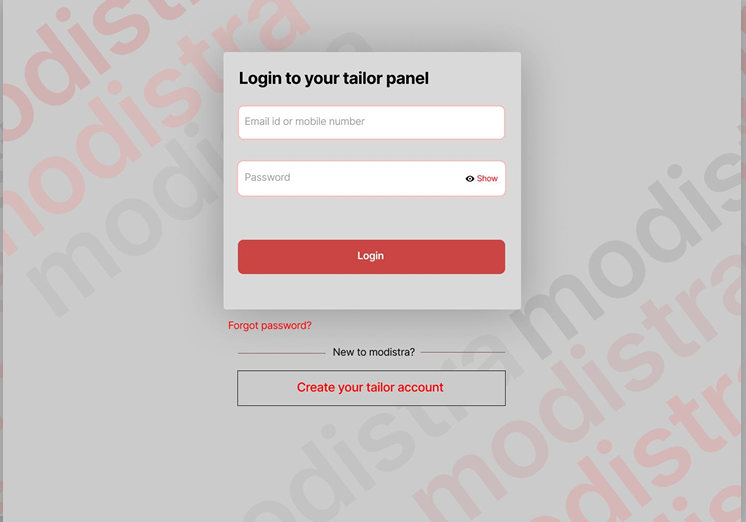 modistra
modistra
modistra
Login to your tailor panel
Email id or mobile number
Password
Show
Login
Forgot password?
New to modistra?
Create your tailor account
modistra
modistra
modistra
modistra